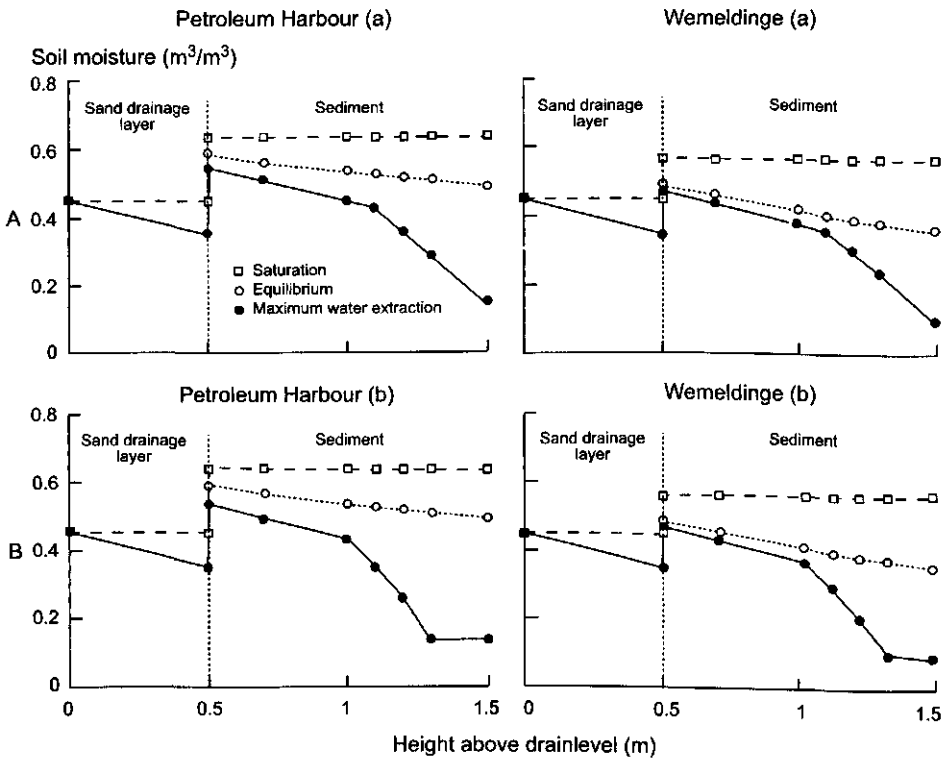 Petroleum Harbour (a)
Wemeldinge (a)
Soil moisture (m³/m³)
0.8
Sand drainage
layer
Sediment
Sand drainage
layer
Sediment
0.6
A
0.4
□ Saturation
○ Equilibrium
● Maximum water extraction
0.2
0
Petroleum Harbour (b)
Wemeldinge (b)
0.8
Sand drainage
layer
Sediment
Sand drainage
layer
Sediment
0.6
B
0.4
0.2
0
0 0.5 1 1.5
0 0.5 1 1.5
Height above drainlevel (m)